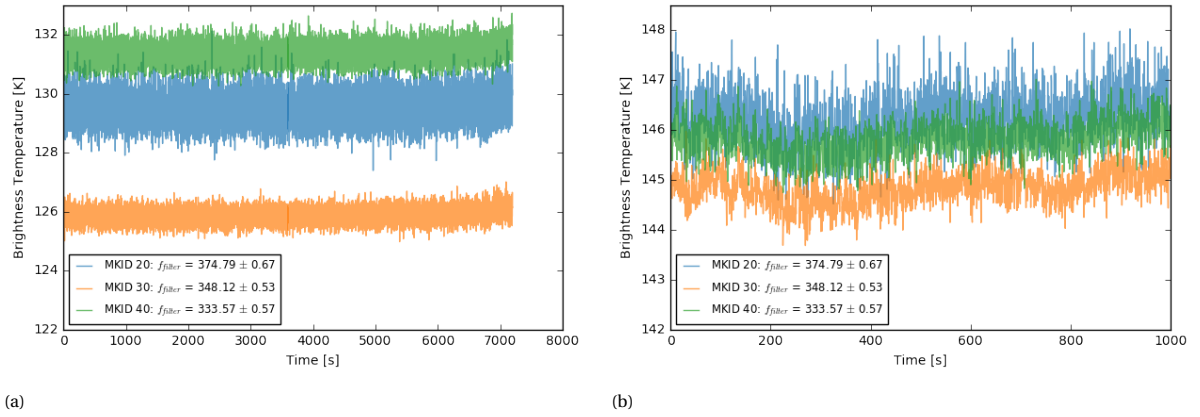 132
130
128
126
124
122
Brightness Temperature [K]
MKID 20: f_filter = 374.79 ± 0.67
MKID 30: f_filter = 348.12 ± 0.53
MKID 40: f_filter = 333.57 ± 0.57
0 1000 2000 3000 4000 5000 6000 7000 8000
Time [s]
(a)
148
147
146
145
144
143
142
Brightness Temperature [K]
MKID 20: f_filter = 374.79 ± 0.67
MKID 30: f_filter = 348.12 ± 0.53
MKID 40: f_filter = 333.57 ± 0.57
0 200 400 600 800 1000
Time [s]
(b)